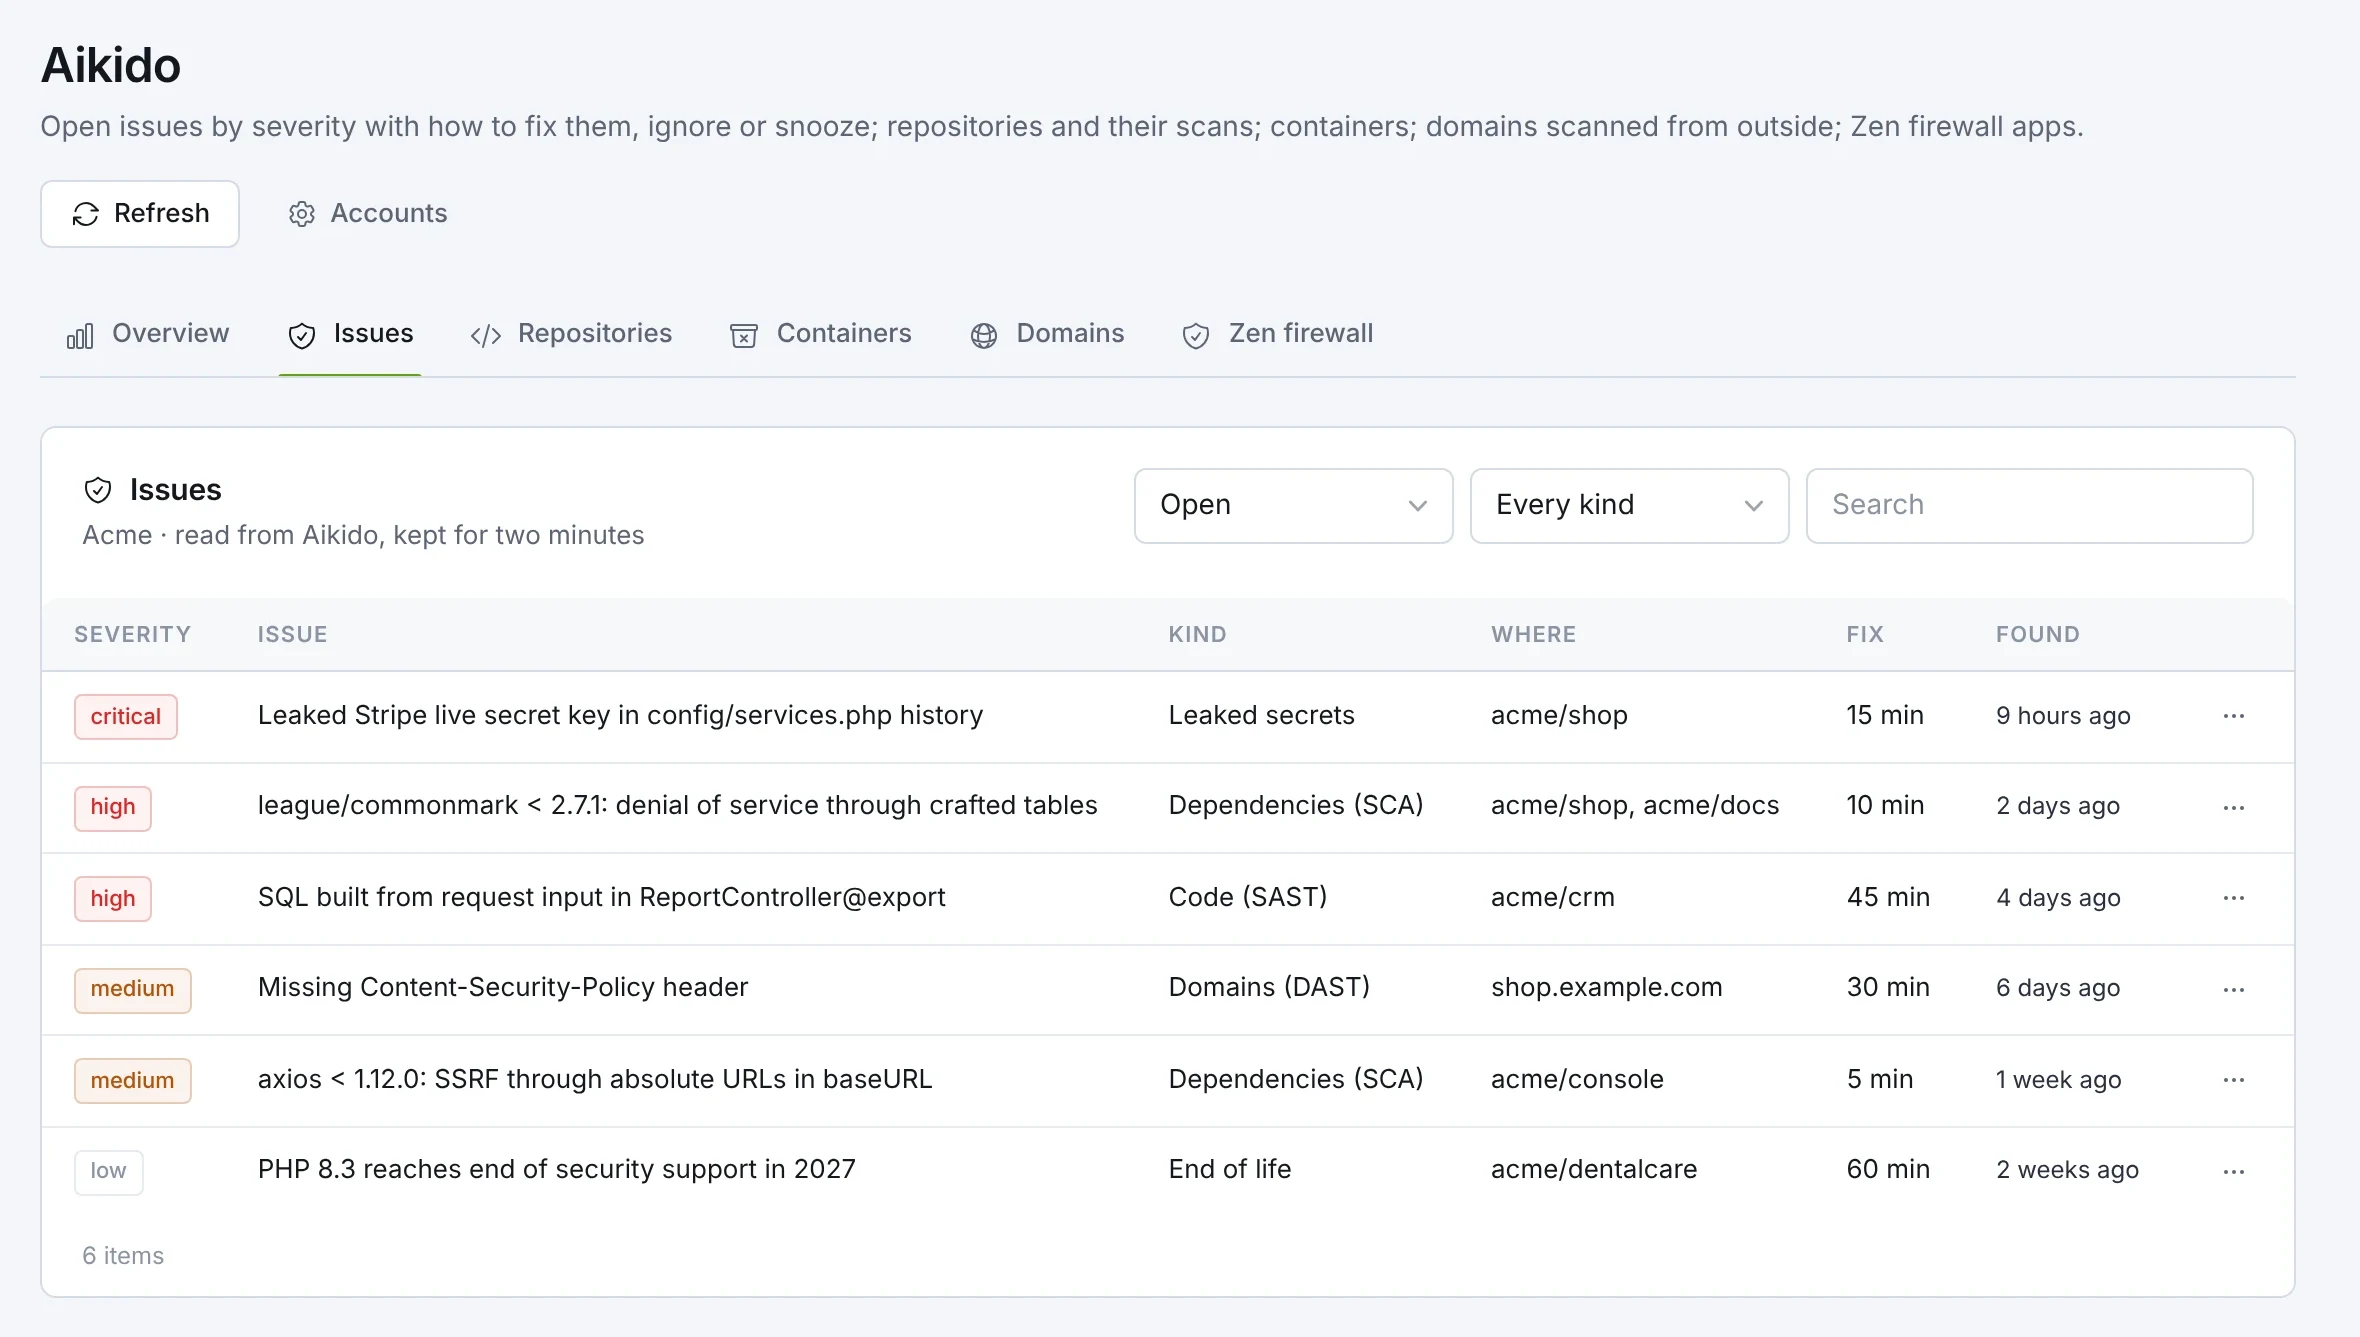 Aikido
Open issues by severity with how to fix them, ignore or snooze; repositories and their scans; containers; domains scanned from outside; Zen firewall apps.
Refresh Accounts
Overview Issues Repositories Containers Domains Zen firewall
Issues
Acme · read from Aikido, kept for two minutes
Open Every kind Search
SEVERITY ISSUE KIND WHERE FIX FOUND
critical Leaked Stripe live secret key in config/services.php history Leaked secrets acme/shop 15 min 9 hours ago
high league/commonmark < 2.7.1: denial of service through crafted tables Dependencies (SCA) acme/shop, acme/docs 10 min 2 days ago
high SQL built from request input in ReportController@export Code (SAST) acme/crm 45 min 4 days ago
medium Missing Content-Security-Policy header Domains (DAST) shop.example.com 30 min 6 days ago
medium axios < 1.12.0: SSRF through absolute URLs in baseURL Dependencies (SCA) acme/console 5 min 1 week ago
low PHP 8.3 reaches end of security support in 2027 End of life acme/dentalcare 60 min 2 weeks ago
6 items